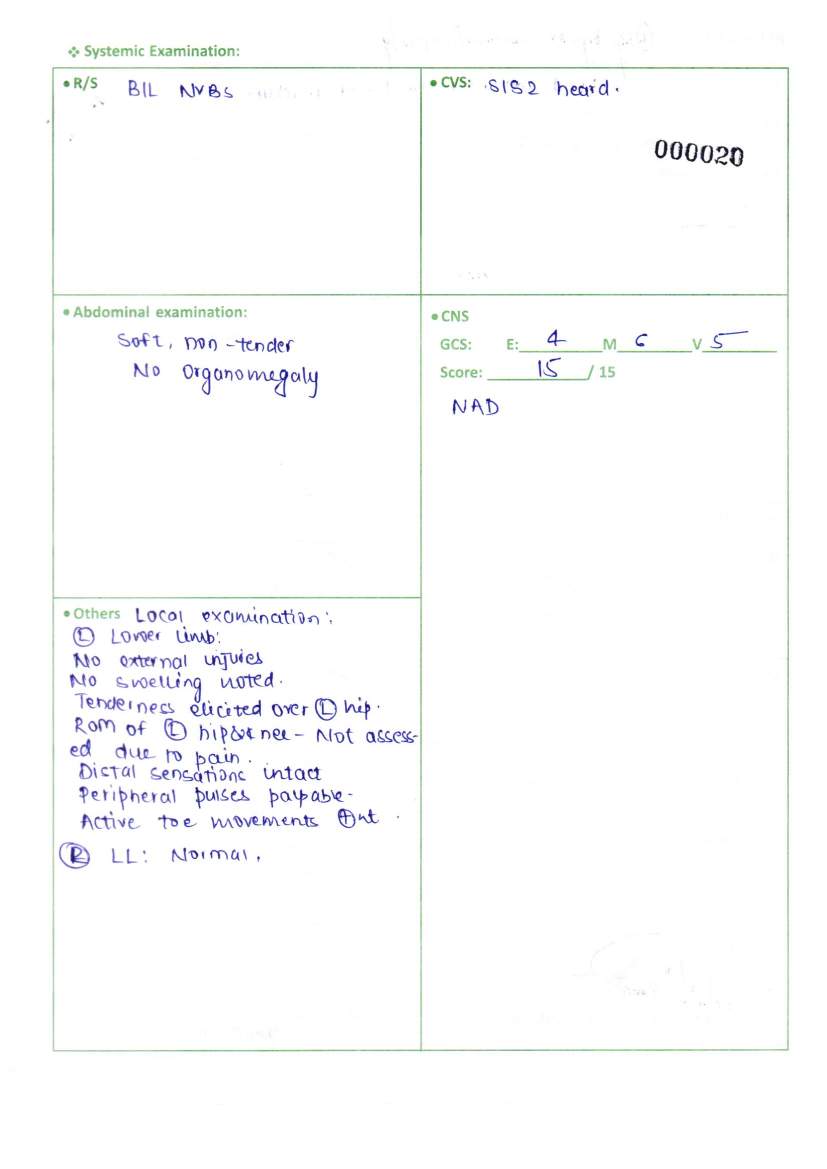 ❖ Systemic Examination:
• R/S BIL NVBS
• CVS: S1S2 heard.
000020
• Abdominal examination:
Soft, non-tender
No Organomegaly
• CNS
GCS: E: 4 M 6 V 5
Score: 15 / 15
NAD
• Others Local examination:
Ⓛ Lower limb:
No external injuries
No swelling noted.
Tenderness elicited over Ⓛ hip.
ROM of Ⓛ hip & knee - Not assess-
ed due to pain.
Distal sensations intact
Peripheral pulses palpable-
Active toe movements ⊕nt.
Ⓡ LL: Normal.